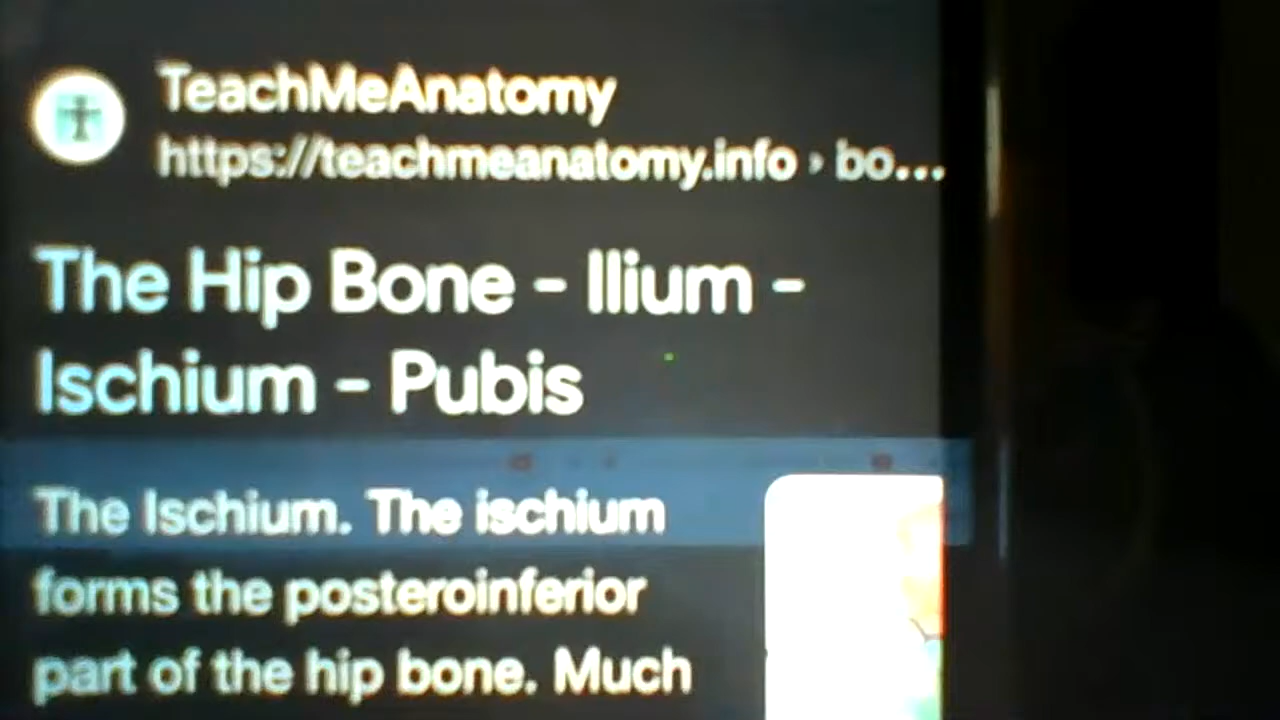 TeachMeAnatomy
https://teachmeanatomy.info › bo...
The Hip Bone - Ilium -
Ischium - Pubis
The Ischium. The ischium
forms the posteroinferior
part of the hip bone. Much